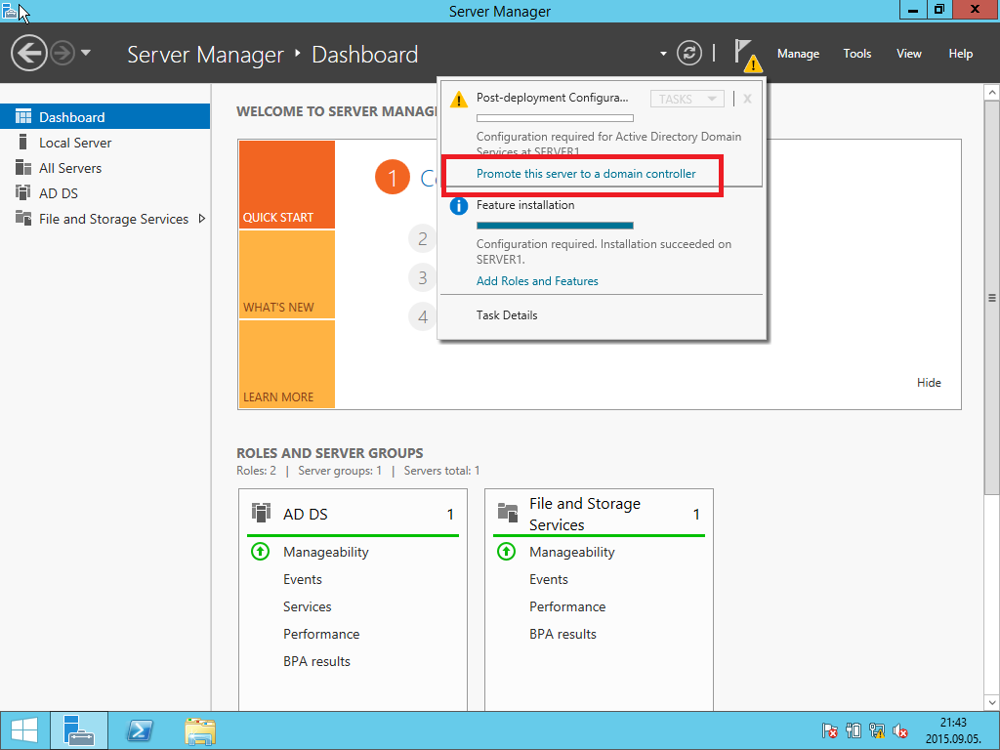 Server Manager
Server Manager ‣ Dashboard
Manage
Tools
View
Help
Dashboard
Local Server
All Servers
AD DS
File and Storage Services
WELCOME TO SERVER
QUICK START
WHAT'S NEW
LEARN MORE
1
2
3
4
Hide
Post-deployment Configura...
TASKS
X
Configuration required for Active Directory Domain
Services at SERVER1
Promote this server to a domain controller
Feature installation
Configuration required. Installation succeeded on
SERVER1.
Add Roles and Features
Task Details
ROLES AND SERVER GROUPS
Roles: 2 | Server groups: 1 | Servers total: 1
AD DS 1
Manageability
Events
Services
Performance
BPA results
File and Storage
Services 1
Manageability
Events
Performance
BPA results
21:43
2015.09.05.